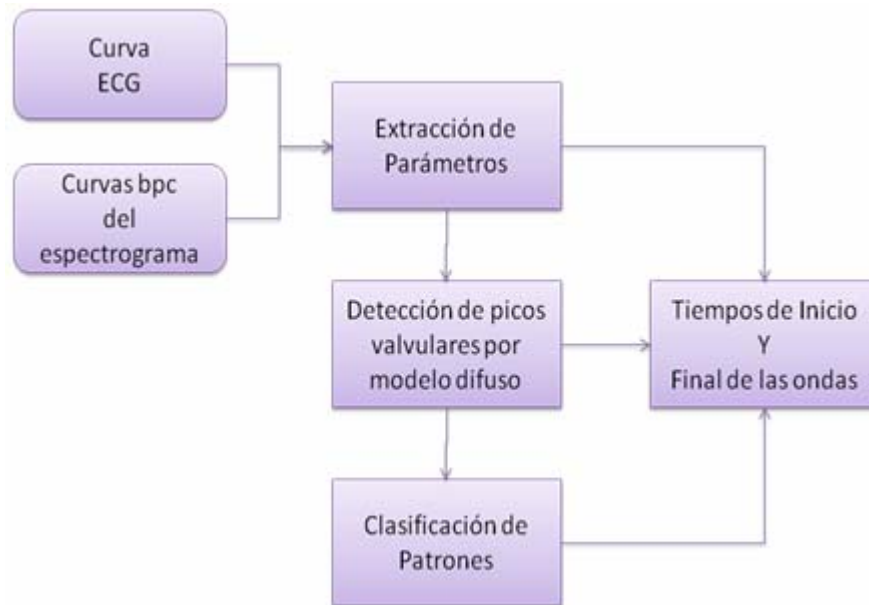 Curva
ECG
Extracción de
Parámetros
Curvas bpc
del
espectrograma
Detección de picos
valvulares por
modelo difuso
Tiempos de Inicio
Y
Final de las ondas
Clasificación de
Patrones